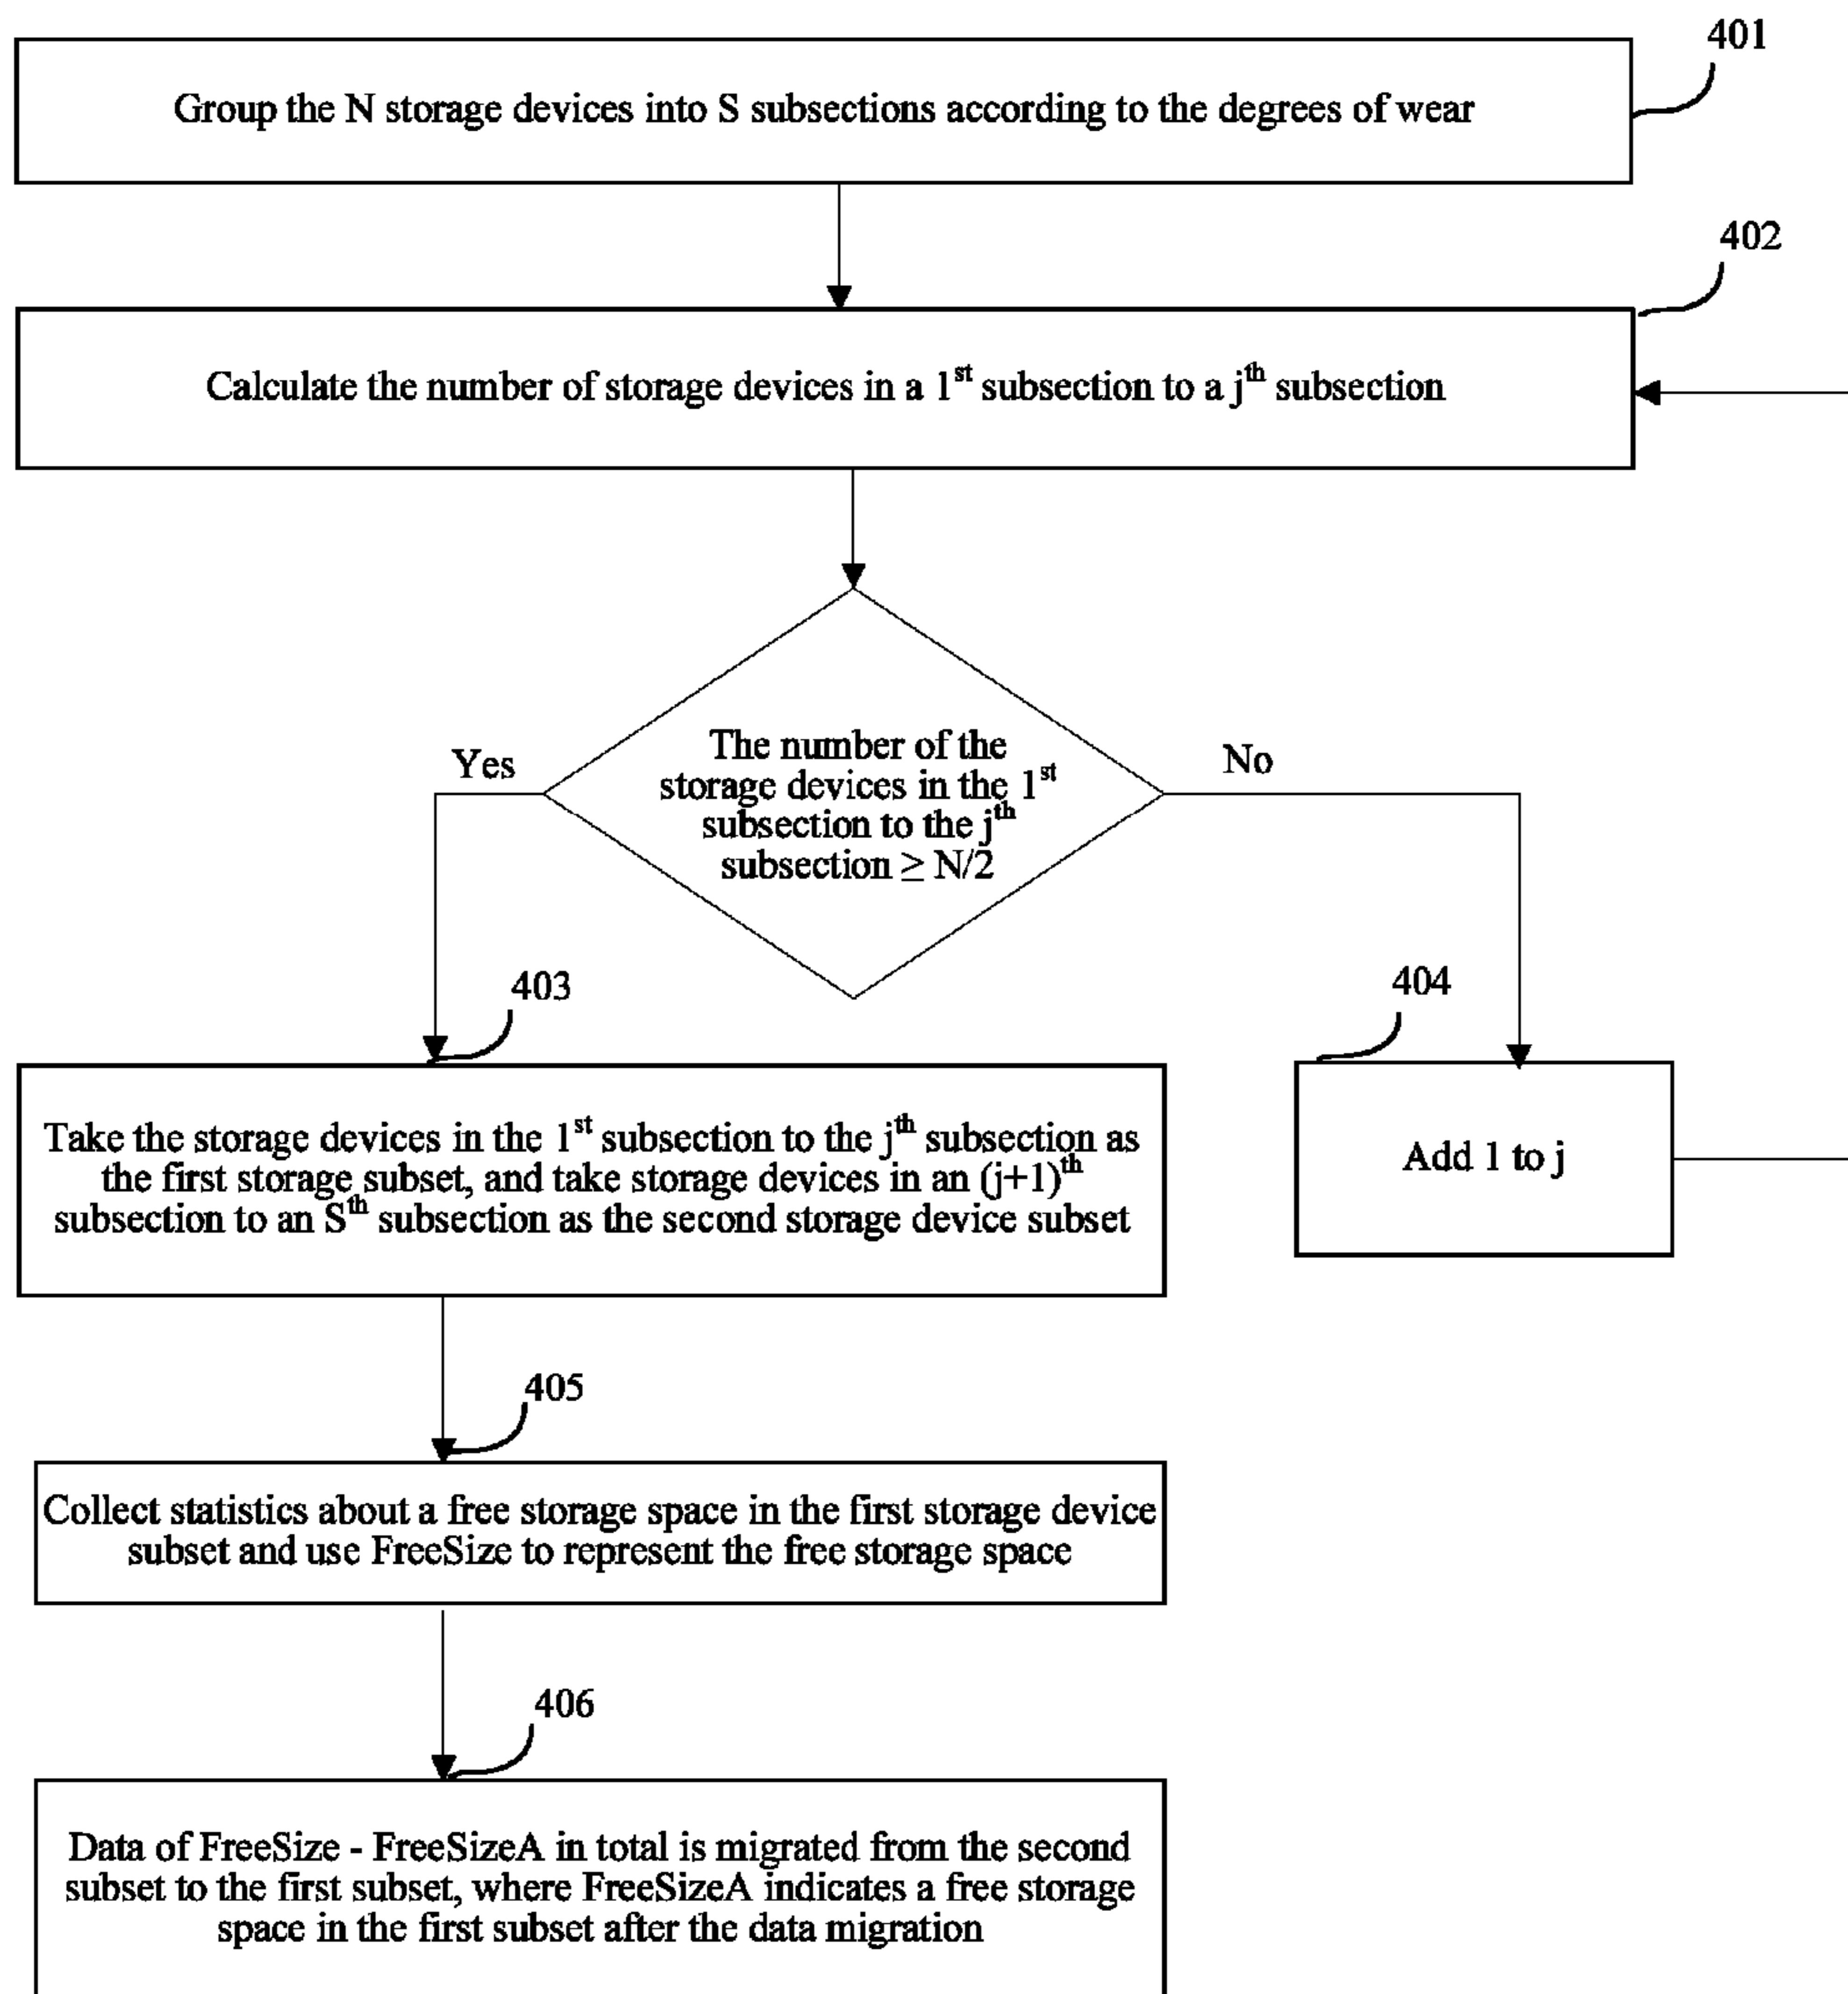 401
Group the N storage devices into S subsections according to the degrees of wear
402
Calculate the number of storage devices in a 1st subsection to a jth subsection
The number of the
storage devices in the 1st
subsection to the jth
subsection ≥ N/2
Yes
No
403
404
Take the storage devices in the 1st subsection to the jth subsection as
the first storage subset, and take storage devices in an (j+1)th
subsection to an Sth subsection as the second storage device subset
Add 1 to j
405
Collect statistics about a free storage space in the first storage device
subset and use FreeSize to represent the free storage space
406
Data of FreeSize - FreeSizeA in total is migrated from the second
subset to the first subset, where FreeSizeA indicates a free storage
space in the first subset after the data migration